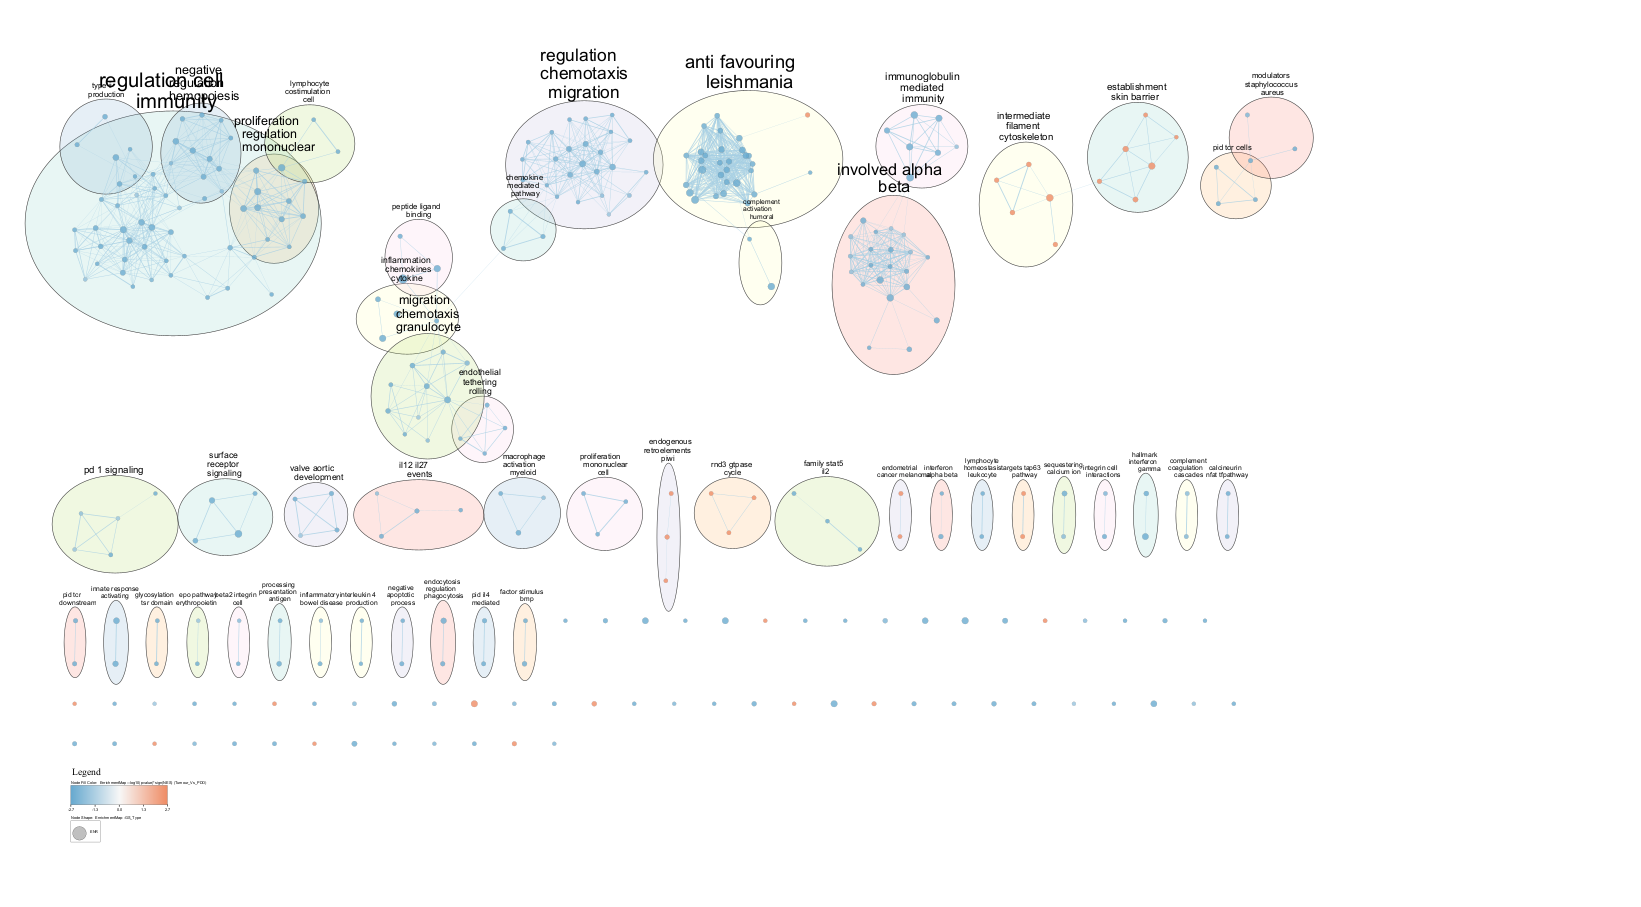 regulation cell
immunity
type 2
production
negative
regulation
hemopoiesis
lymphocyte
costimulation
cell
proliferation
regulation
mononuclear
regulation
chemotaxis
migration
anti favouring
leishmania
immunoglobulin
mediated
immunity
intermediate
filament
cytoskeleton
establishment
skin barrier
modulators
staphylococcus
aureus
pid tcr cells
involved alpha
beta
chemokine
mediated
pathway
complement
activation
humoral
peptide ligand
binding
inflammation
chemokines
cytokine
migration
chemotaxis
granulocyte
endothelial
tethering
rolling
pd 1 signaling
surface
receptor
signaling
valve aortic
development
il12 il27
events
macrophage
activation
myeloid
proliferation
mononuclear
cell
endogenous
retroelements
piwi
rnd3 gtpase
cycle
family stat5
il2
endometrial
cancer melanoma
interferon
alpha beta
lymphocyte
homeostasis
leukocyte
targets tap63
pathway
sequestering
calcium ion
integrin cell
interactions
hallmark
interferon
gamma
complement
coagulation
cascades
calcineurin
nfat tfpathway
pid tcr
downstream
innate response
activating
glycosylation
tsr domain
epo pathway
erythropoietin
beta2 integrin
cell
processing
presentation
antigen
inflammatory
bowel disease
interleukin 4
production
negative
apoptotic
process
endocytosis
regulation
phagocytosis
pid il4
mediated
factor stimulus
bmp
Legend